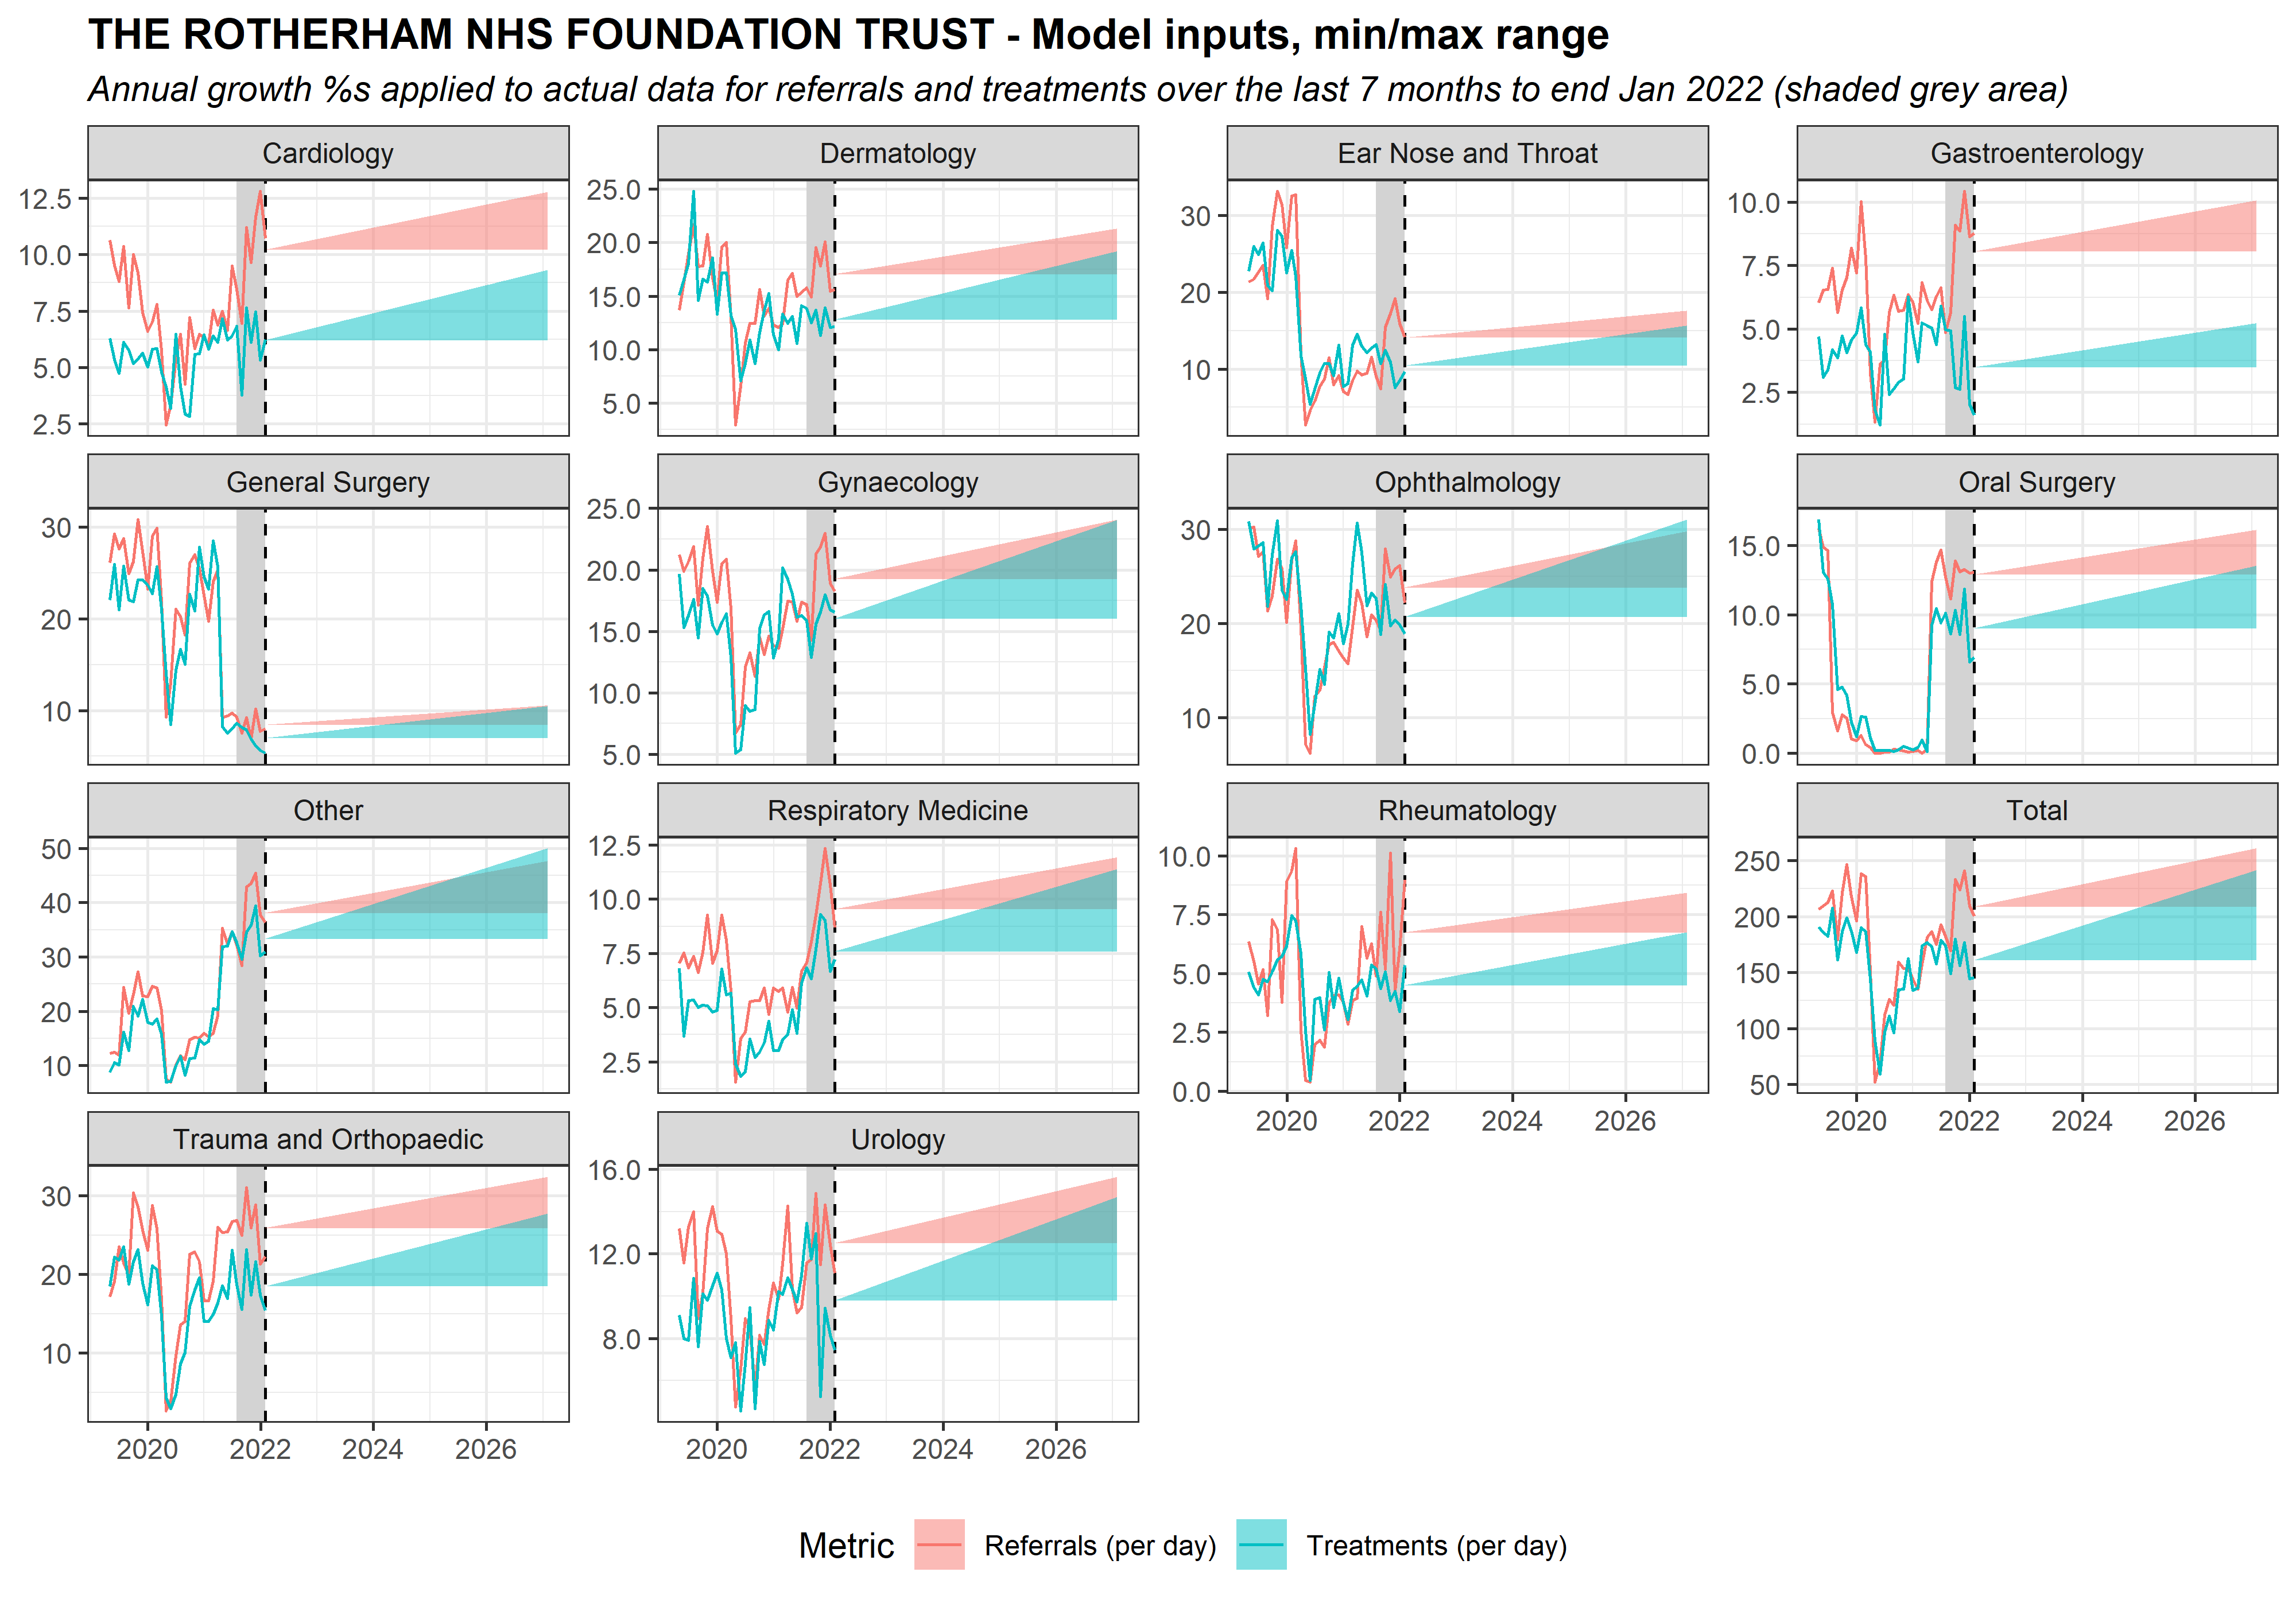 THE ROTHERHAM NHS FOUNDATION TRUST - Model inputs, min/max range
Annual growth %s applied to actual data for referrals and treatments over the last 7 months to end Jan 2022 (shaded grey area)
Cardiology
12.5
10.0
7.5
5.0
2.5
Dermatology
25.0
20.0
15.0
10.0
5.0
Ear Nose and Throat
30
20
10
Gastroenterology
10.0
7.5
5.0
2.5
General Surgery
30
20
10
Gynaecology
25.0
20.0
15.0
10.0
5.0
Ophthalmology
30
20
10
Oral Surgery
15.0
10.0
5.0
0.0
Other
50
40
30
20
10
Respiratory Medicine
12.5
10.0
7.5
5.0
2.5
Rheumatology
10.0
7.5
5.0
2.5
0.0
2020 2022 2024 2026
Total
250
200
150
100
50
2020 2022 2024 2026
Trauma and Orthopaedic
30
20
10
2020 2022 2024 2026
Urology
16.0
12.0
8.0
2020 2022 2024 2026
Metric Referrals (per day) Treatments (per day)